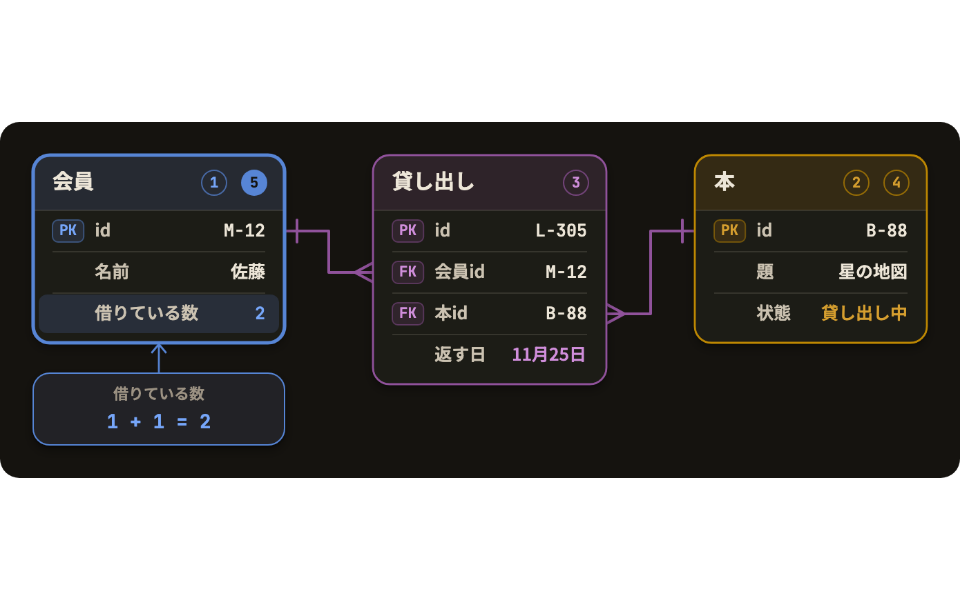 会員 1 5
PK id M-12
名前 佐藤
借りている数 2
借りている数
1 + 1 = 2
貸し出し 3
PK id L-305
FK 会員id M-12
FK 本id B-88
返す日 11月25日
本 2 4
PK id B-88
題 星の地図
状態 貸し出し中